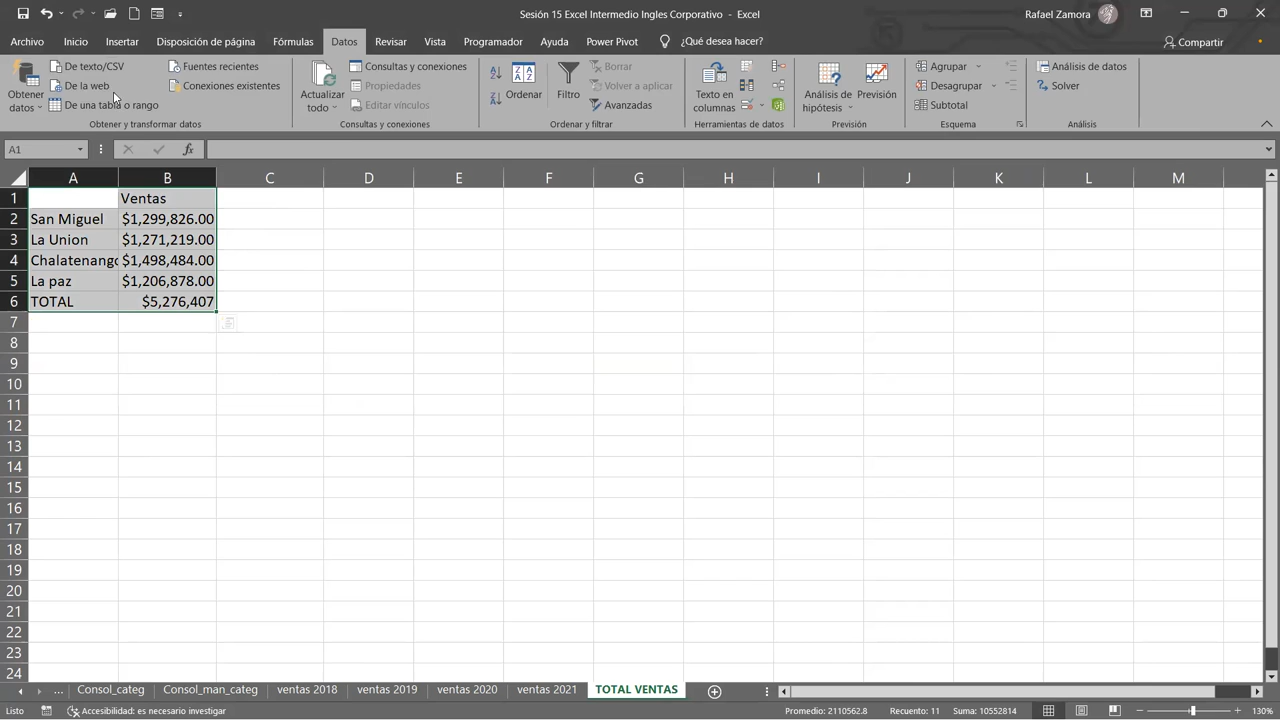 Sesión 15 Excel Intermedio Ingles Corporativo - Excel
Rafael Zamora
Archivo Inicio Insertar Disposición de página Fórmulas Datos Revisar Vista Programador Ayuda Power Pivot ¿Qué desea hacer? Compartir
De texto/CSV Fuentes recientes Consultas y conexiones Borrar Agrupar Análisis de datos
De la web Conexiones existentes Propiedades Volver a aplicar Desagrupar Solver
De una tabla o rango Editar vínculos Avanzadas Subtotal
Obtener datos Actualizar todo Ordenar Filtro Texto en columnas Análisis de hipótesis Previsión
Obtener y transformar datos Consultas y conexiones Ordenar y filtrar Herramientas de datos Previsión Esquema Análisis
A1 fx
A B C D E F G H I J K L M
1 Ventas
2 San Miguel $1,299,826.00
3 La Union $1,271,219.00
4 Chalatenango $1,498,484.00
5 La paz $1,206,878.00
6 TOTAL $5,276,407
7
8
9
10
11
12
13
14
15
16
17
18
19
20
21
22
23
24
... Consol_categ Consol_man_categ ventas 2018 ventas 2019 ventas 2020 ventas 2021 TOTAL VENTAS
Listo Accesibilidad: es necesario investigar Promedio: 2110562.8 Recuento: 11 Suma: 10552814 130%